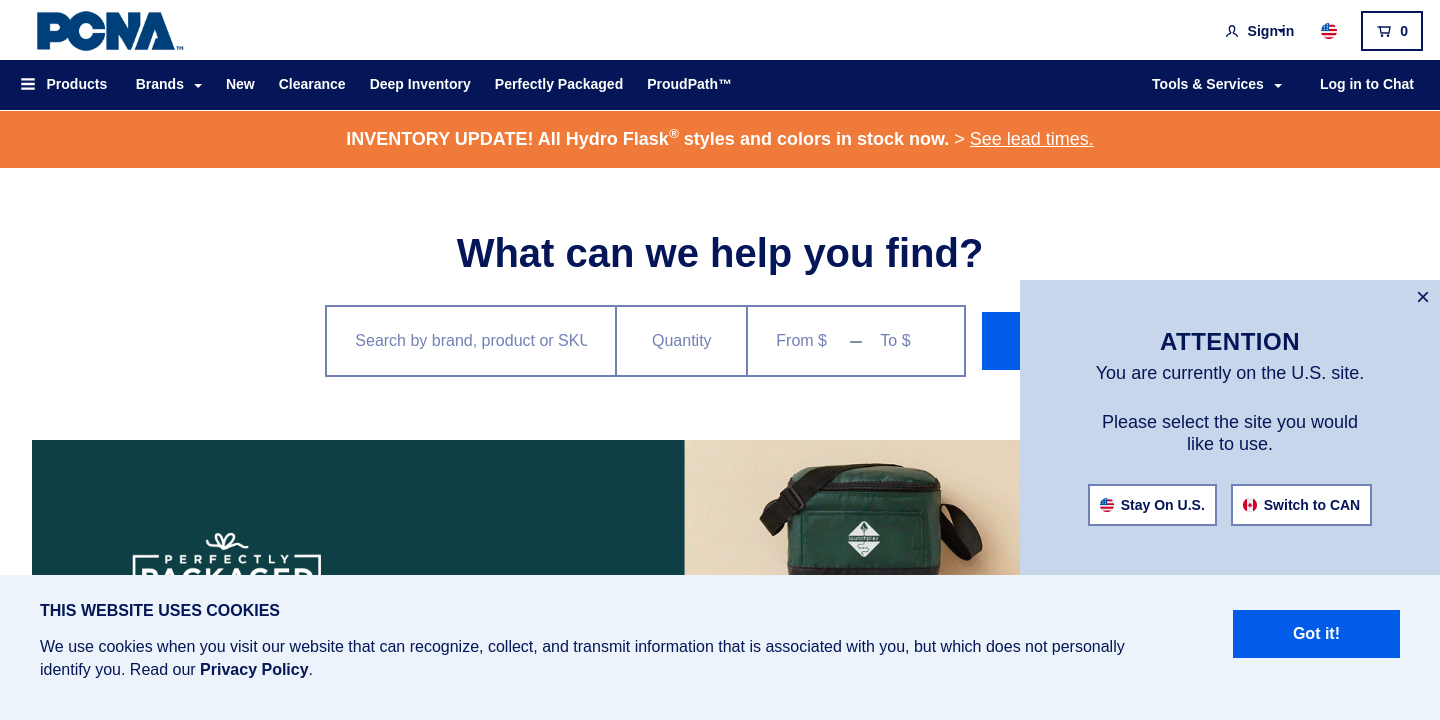 PCNA™
Sign in
0
Products
Brands
New
Clearance
Deep Inventory
Perfectly Packaged
ProudPath™
Tools & Services
Log in to Chat
INVENTORY UPDATE! All Hydro Flask® styles and colors in stock now. > See lead times.
What can we help you find?
Search by brand, product or SKU
Quantity
From $
–
To $
×
ATTENTION
You are currently on the U.S. site.
Please select the site you would
like to use.
Stay On U.S.
Switch to CAN
PERFECTLY
PACKAGED
THIS WEBSITE USES COOKIES
We use cookies when you visit our website that can recognize, collect, and transmit information that is associated with you, but which does not personally
identify you. Read our Privacy Policy.
Got it!